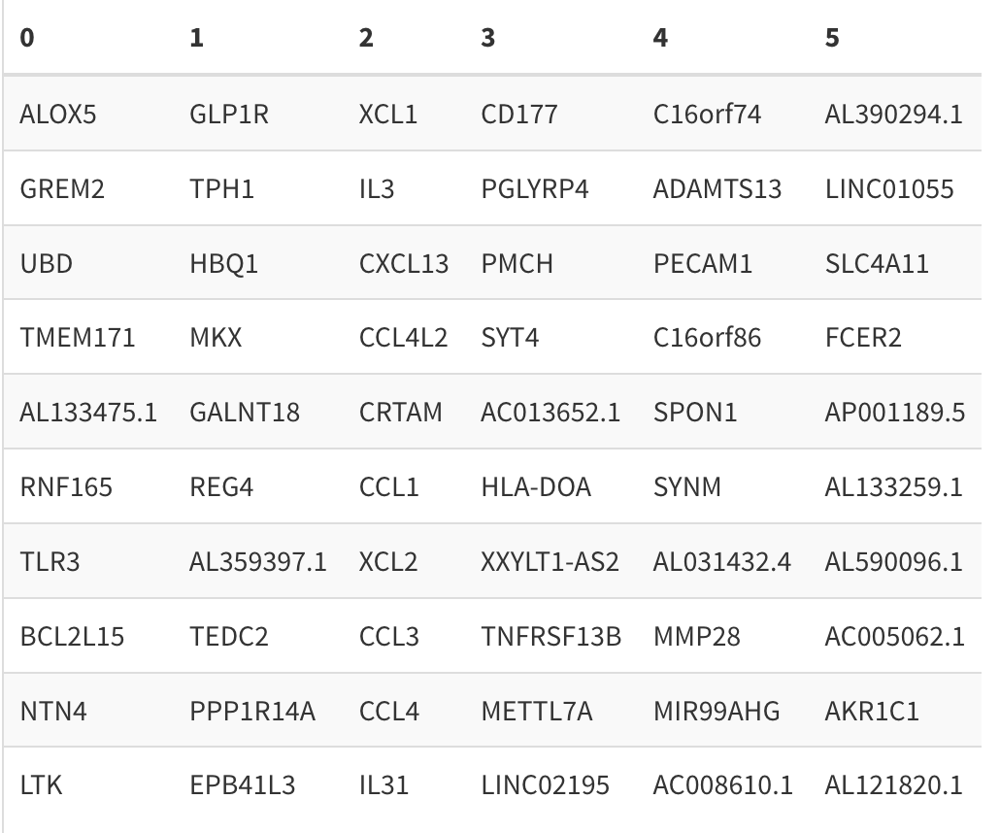 0 1 2 3 4 5
ALOX5 GLP1R XCL1 CD177 C16orf74 AL390294.1
GREM2 TPH1 IL3 PGLYRP4 ADAMTS13 LINC01055
UBD HBQ1 CXCL13 PMCH PECAM1 SLC4A11
TMEM171 MKX CCL4L2 SYT4 C16orf86 FCER2
AL133475.1 GALNT18 CRTAM AC013652.1 SPON1 AP001189.5
RNF165 REG4 CCL1 HLA-DOA SYNM AL133259.1
TLR3 AL359397.1 XCL2 XXYLT1-AS2 AL031432.4 AL590096.1
BCL2L15 TEDC2 CCL3 TNFRSF13B MMP28 AC005062.1
NTN4 PPP1R14A CCL4 METTL7A MIR99AHG AKR1C1
LTK EPB41L3 IL31 LINC02195 AC008610.1 AL121820.1